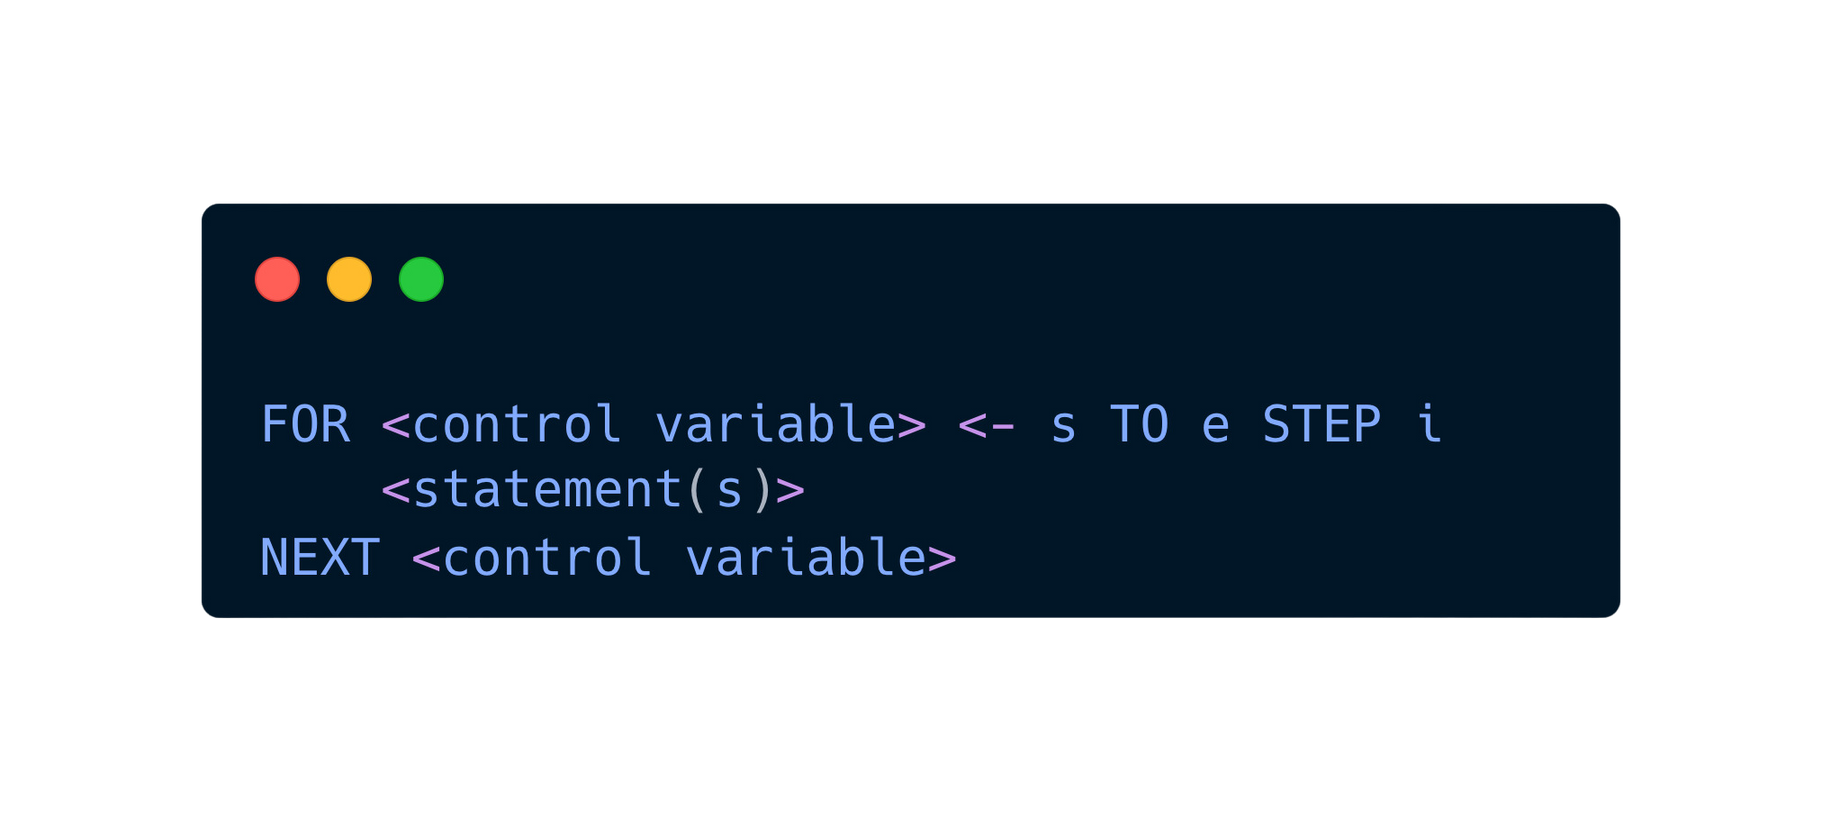 FOR <control variable> <- s TO e STEP i
<statement(s)>
NEXT <control variable>